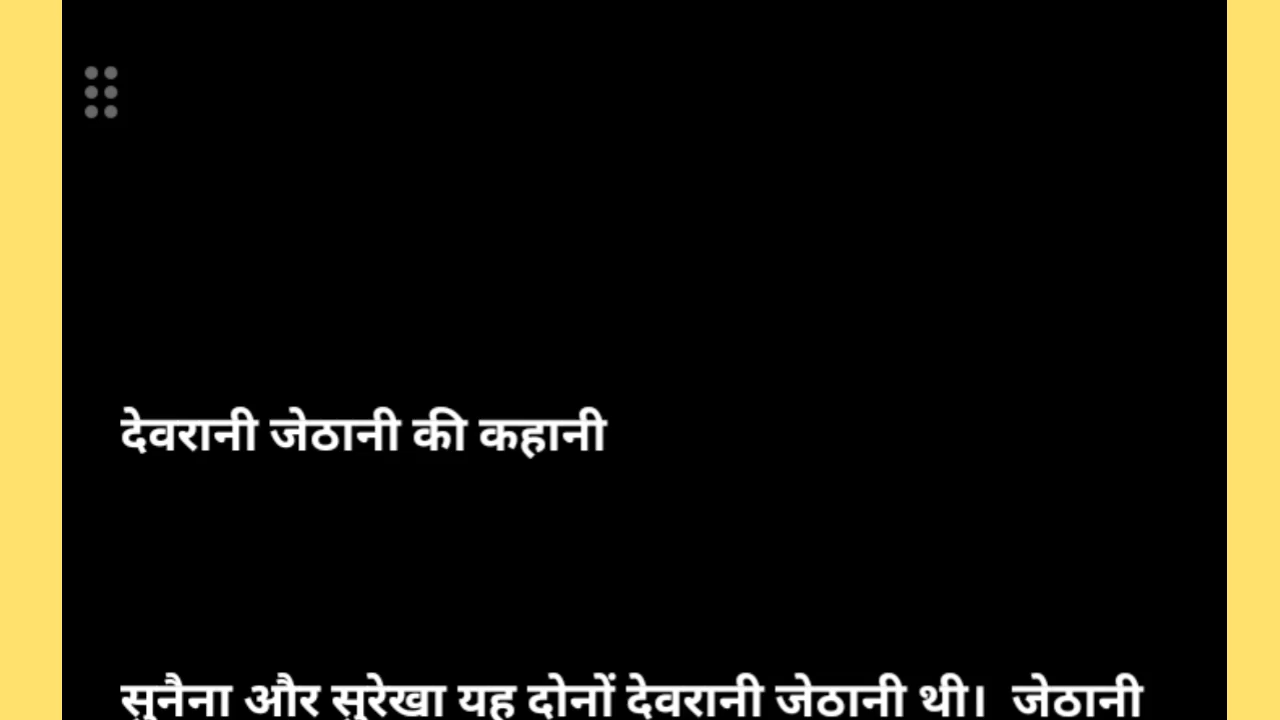 देवरानी जेठानी की कहानी
सुनैना और सुरेखा यह दोनों देवरानी जेठानी थी। जेठानी